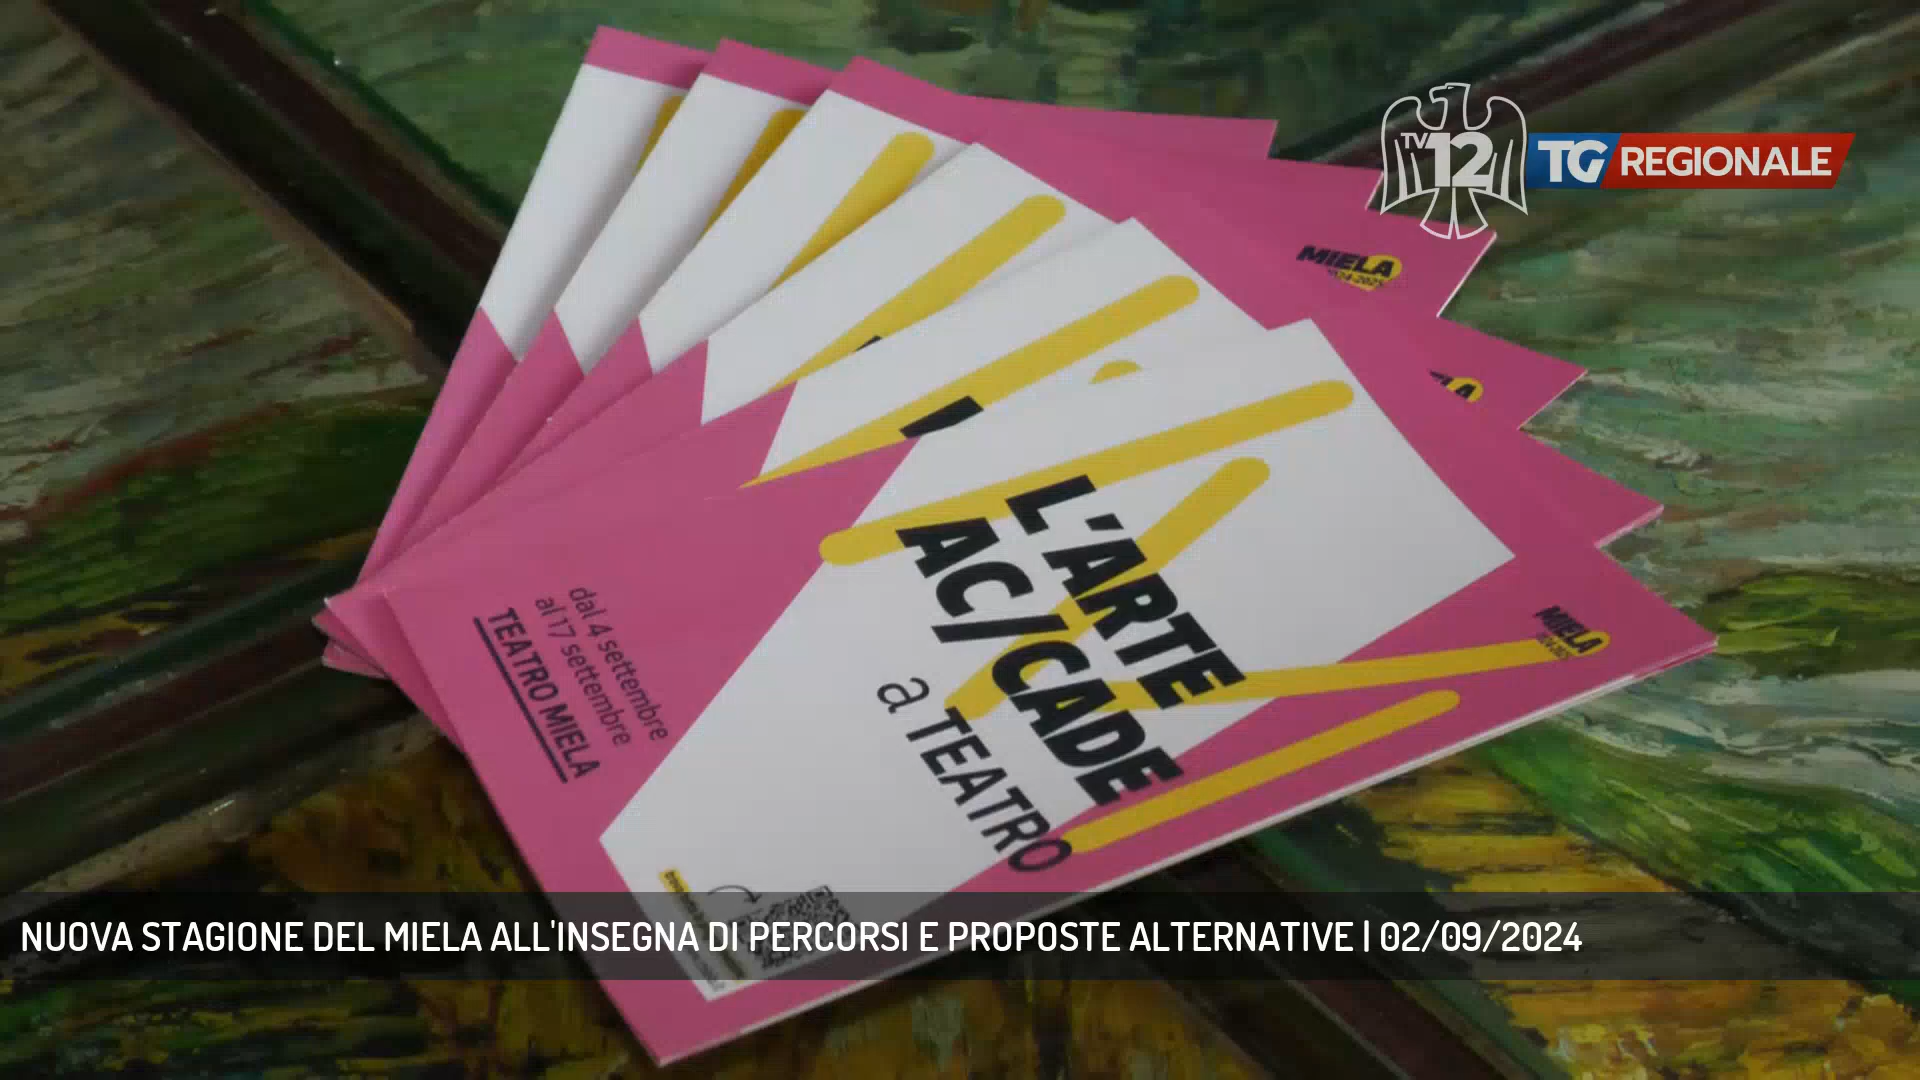 TV
12
TG REGIONALE
MIELA
MIELA
L'ARTE
AC/CADE
a TEATRO
dal 4 settembre
al 17 settembre
TEATRO MIELA
NUOVA STAGIONE DEL MIELA ALL'INSEGNA DI PERCORSI E PROPOSTE ALTERNATIVE | 02/09/2024